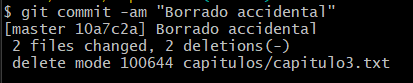 $ git commit -am "Borrado accidental"
[master 10a7c2a] Borrado accidental
 2 files changed, 2 deletions(-)
 delete mode 100644 capitulos/capitulo3.txt